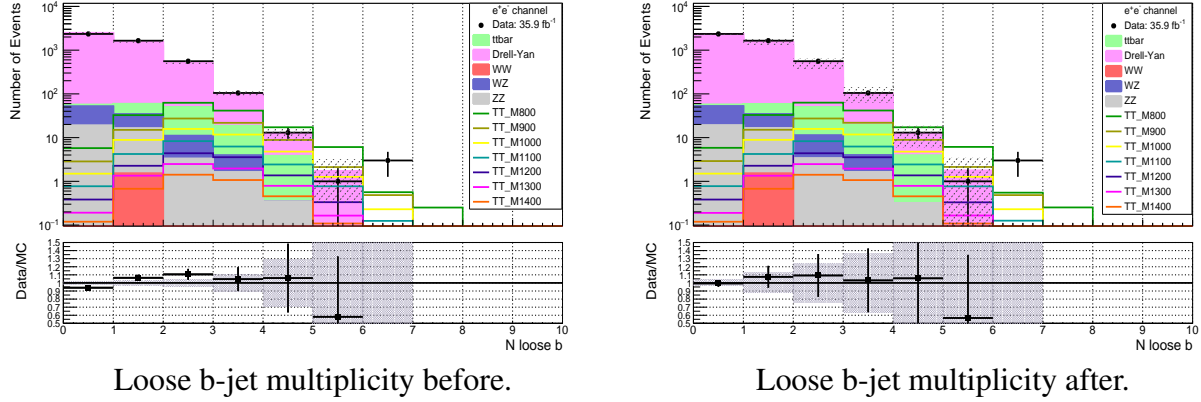 Number of Events
10³
10²
10
1
10⁻¹
e⁺e⁻ channel
Data: 35.9 fb⁻¹
ttbar
Drell-Yan
WW
WZ
ZZ
TT_M800
TT_M900
TT_M1000
TT_M1100
TT_M1200
TT_M1300
TT_M1400
Data/MC
1.5
1.4
1.3
1.2
1.1
1
0.9
0.8
0.7
0.6
0.5
0 1 2 3 4 5 6 7 8 9 10
N loose b
Loose b-jet multiplicity before.
Number of Events
10³
10²
10
1
10⁻¹
e⁺e⁻ channel
Data: 35.9 fb⁻¹
ttbar
Drell-Yan
WW
WZ
ZZ
TT_M800
TT_M900
TT_M1000
TT_M1100
TT_M1200
TT_M1300
TT_M1400
Data/MC
1.5
1.4
1.3
1.2
1.1
1
0.9
0.8
0.7
0.6
0.5
0 1 2 3 4 5 6 7 8 9 10
N loose b
Loose b-jet multiplicity after.